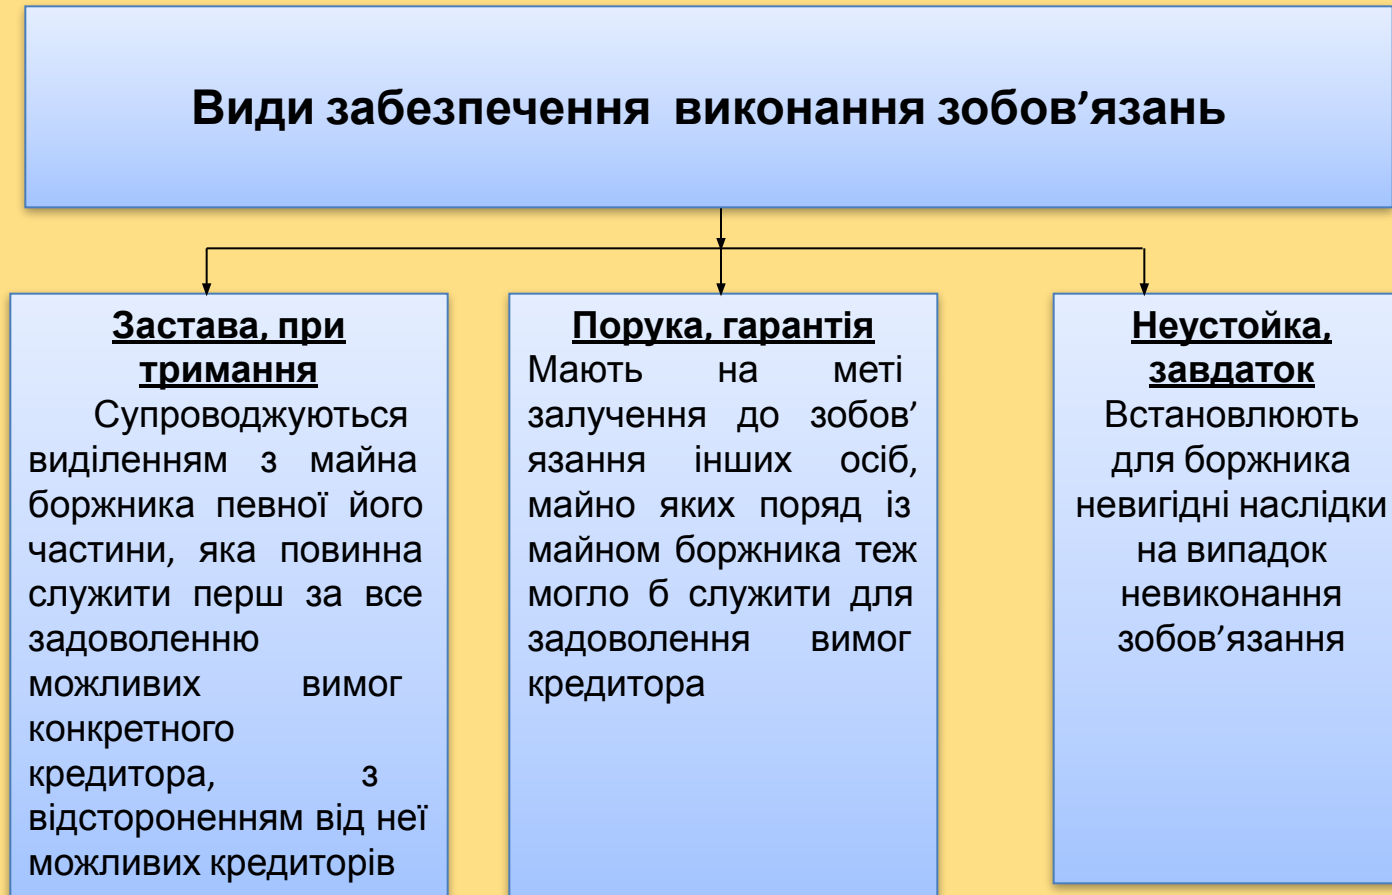 Види забезпечення виконання зобов’язань
Застава, при
тримання
Супроводжуються
виділенням з майна
боржника певної його
частини, яка повинна
служити перш за все
задоволенню
можливих вимог
конкретного
кредитора, з
відстороненням від неї
можливих кредиторів
Порука, гарантія
Мають на меті
залучення до зобов’
язання інших осіб,
майно яких поряд із
майном боржника теж
могло б служити для
задоволення вимог
кредитора
Неустойка,
завдаток
Встановлюють
для боржника
невигідні наслідки
на випадок
невиконання
зобов’язання